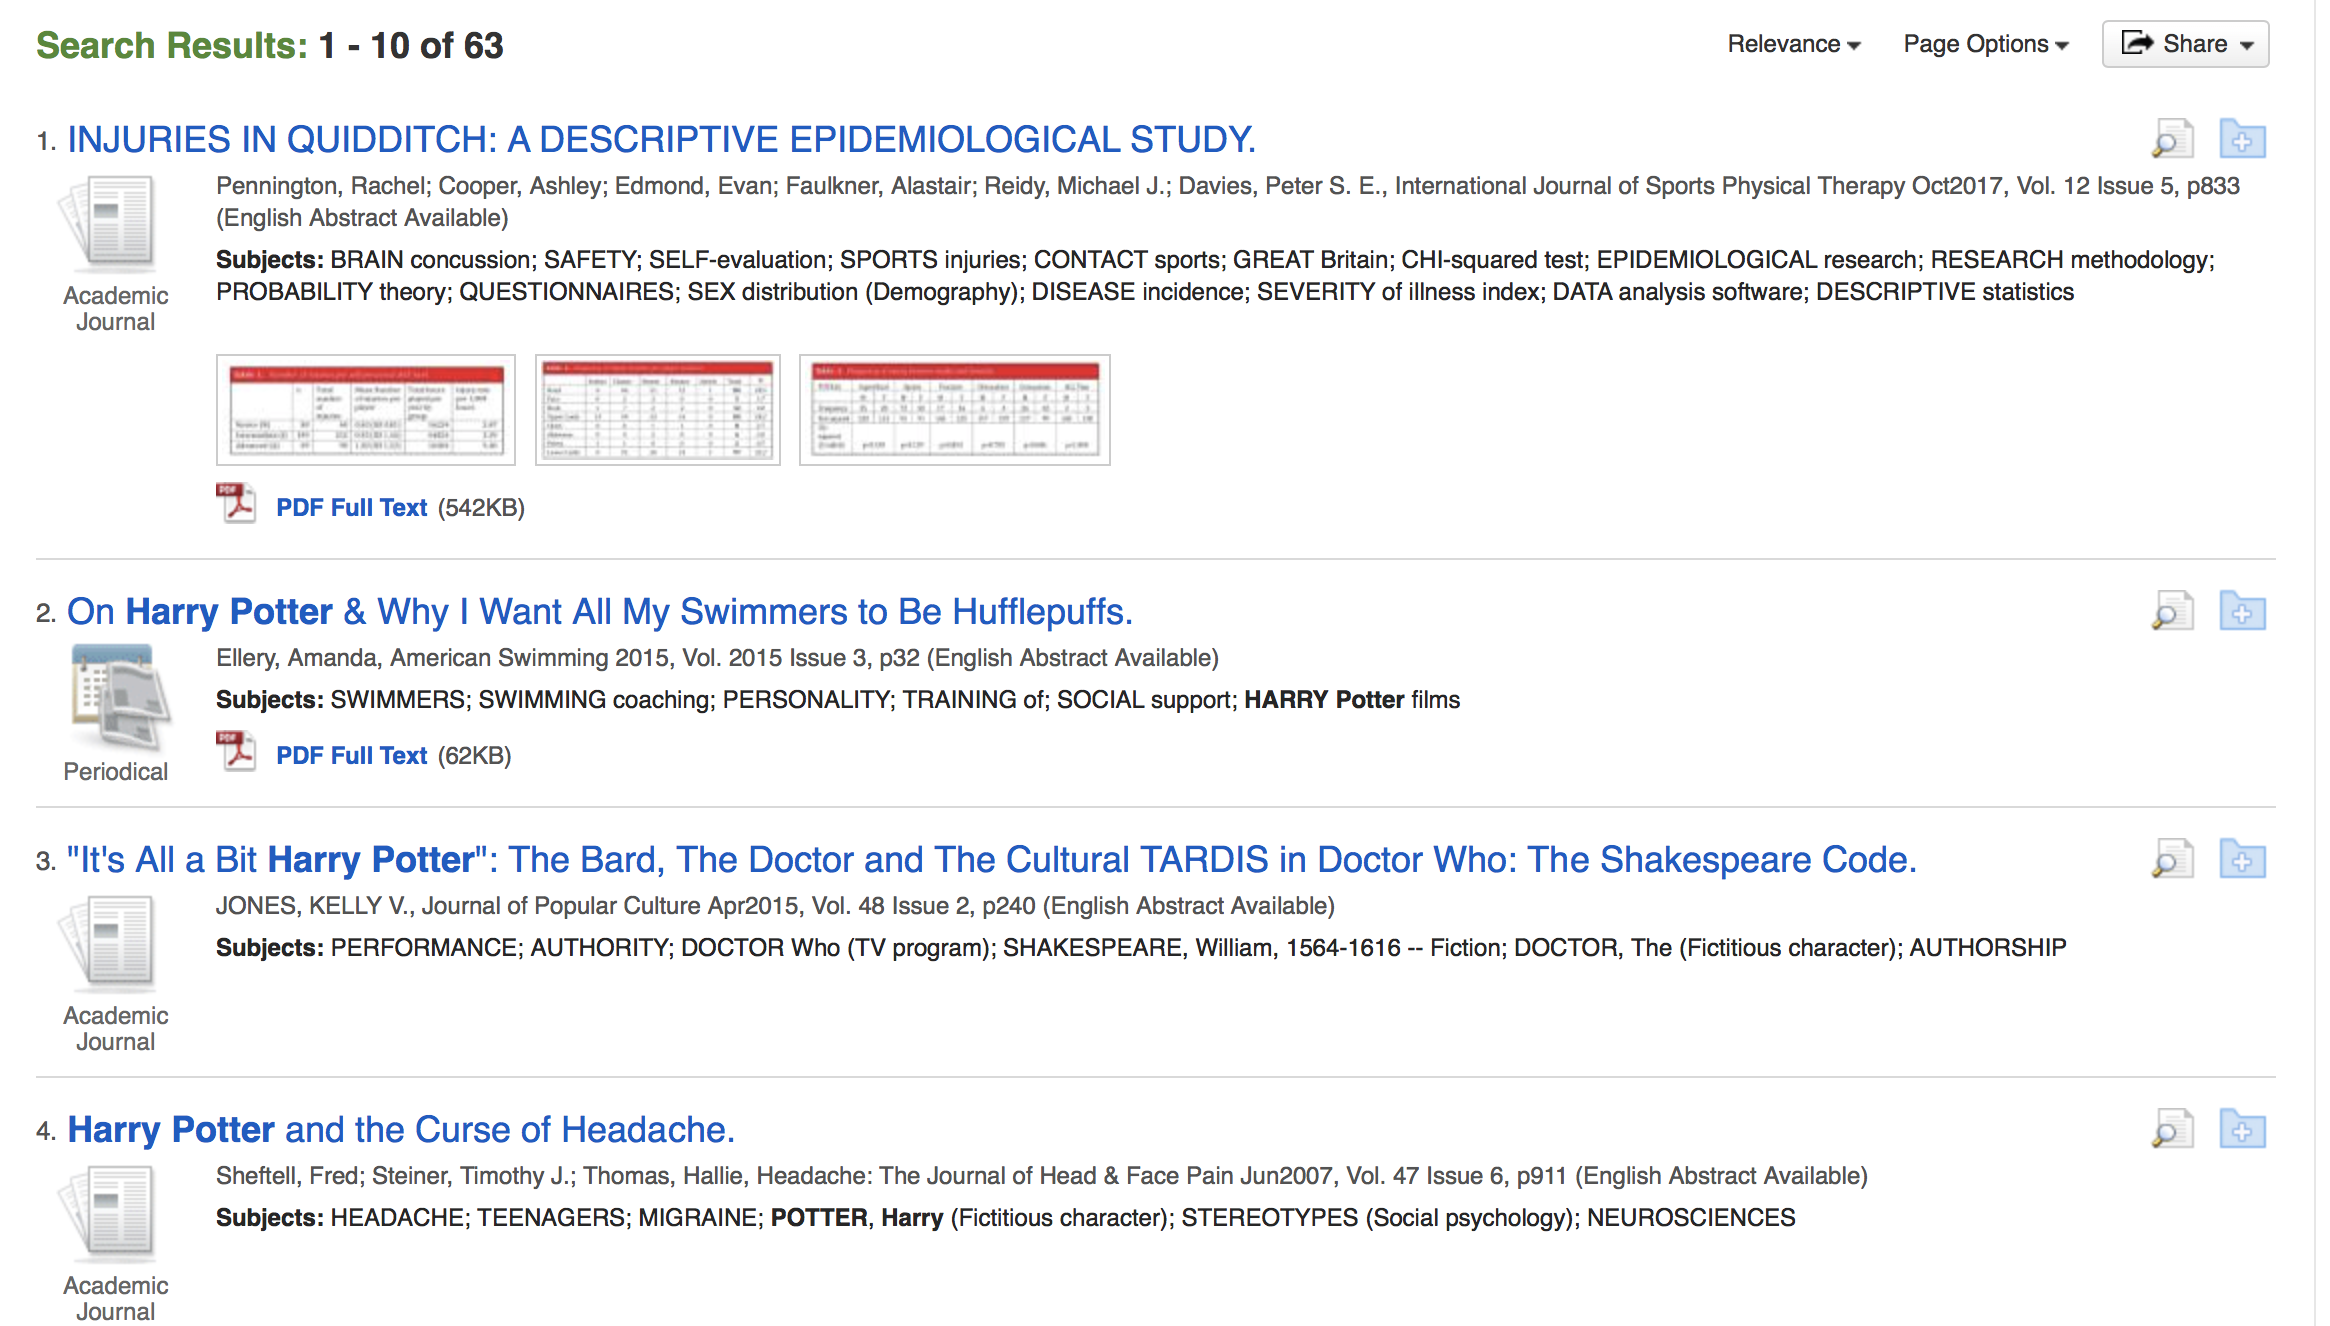 Search Results: 1 - 10 of 63
Relevance Page Options Share
1. INJURIES IN QUIDDITCH: A DESCRIPTIVE EPIDEMIOLOGICAL STUDY.
Academic
Journal
Pennington, Rachel; Cooper, Ashley; Edmond, Evan; Faulkner, Alastair; Reidy, Michael J.; Davies, Peter S. E., International Journal of Sports Physical Therapy Oct2017, Vol. 12 Issue 5, p833
(English Abstract Available)
Subjects: BRAIN concussion; SAFETY; SELF-evaluation; SPORTS injuries; CONTACT sports; GREAT Britain; CHI-squared test; EPIDEMIOLOGICAL research; RESEARCH methodology;
PROBABILITY theory; QUESTIONNAIRES; SEX distribution (Demography); DISEASE incidence; SEVERITY of illness index; DATA analysis software; DESCRIPTIVE statistics
PDF PDF Full Text (542KB)
2. On Harry Potter & Why I Want All My Swimmers to Be Hufflepuffs.
Periodical
Ellery, Amanda, American Swimming 2015, Vol. 2015 Issue 3, p32 (English Abstract Available)
Subjects: SWIMMERS; SWIMMING coaching; PERSONALITY; TRAINING of; SOCIAL support; HARRY Potter films
PDF PDF Full Text (62KB)
3. "It's All a Bit Harry Potter": The Bard, The Doctor and The Cultural TARDIS in Doctor Who: The Shakespeare Code.
Academic
Journal
JONES, KELLY V., Journal of Popular Culture Apr2015, Vol. 48 Issue 2, p240 (English Abstract Available)
Subjects: PERFORMANCE; AUTHORITY; DOCTOR Who (TV program); SHAKESPEARE, William, 1564-1616 -- Fiction; DOCTOR, The (Fictitious character); AUTHORSHIP
4. Harry Potter and the Curse of Headache.
Academic
Journal
Sheftell, Fred; Steiner, Timothy J.; Thomas, Hallie, Headache: The Journal of Head & Face Pain Jun2007, Vol. 47 Issue 6, p911 (English Abstract Available)
Subjects: HEADACHE; TEENAGERS; MIGRAINE; POTTER, Harry (Fictitious character); STEREOTYPES (Social psychology); NEUROSCIENCES